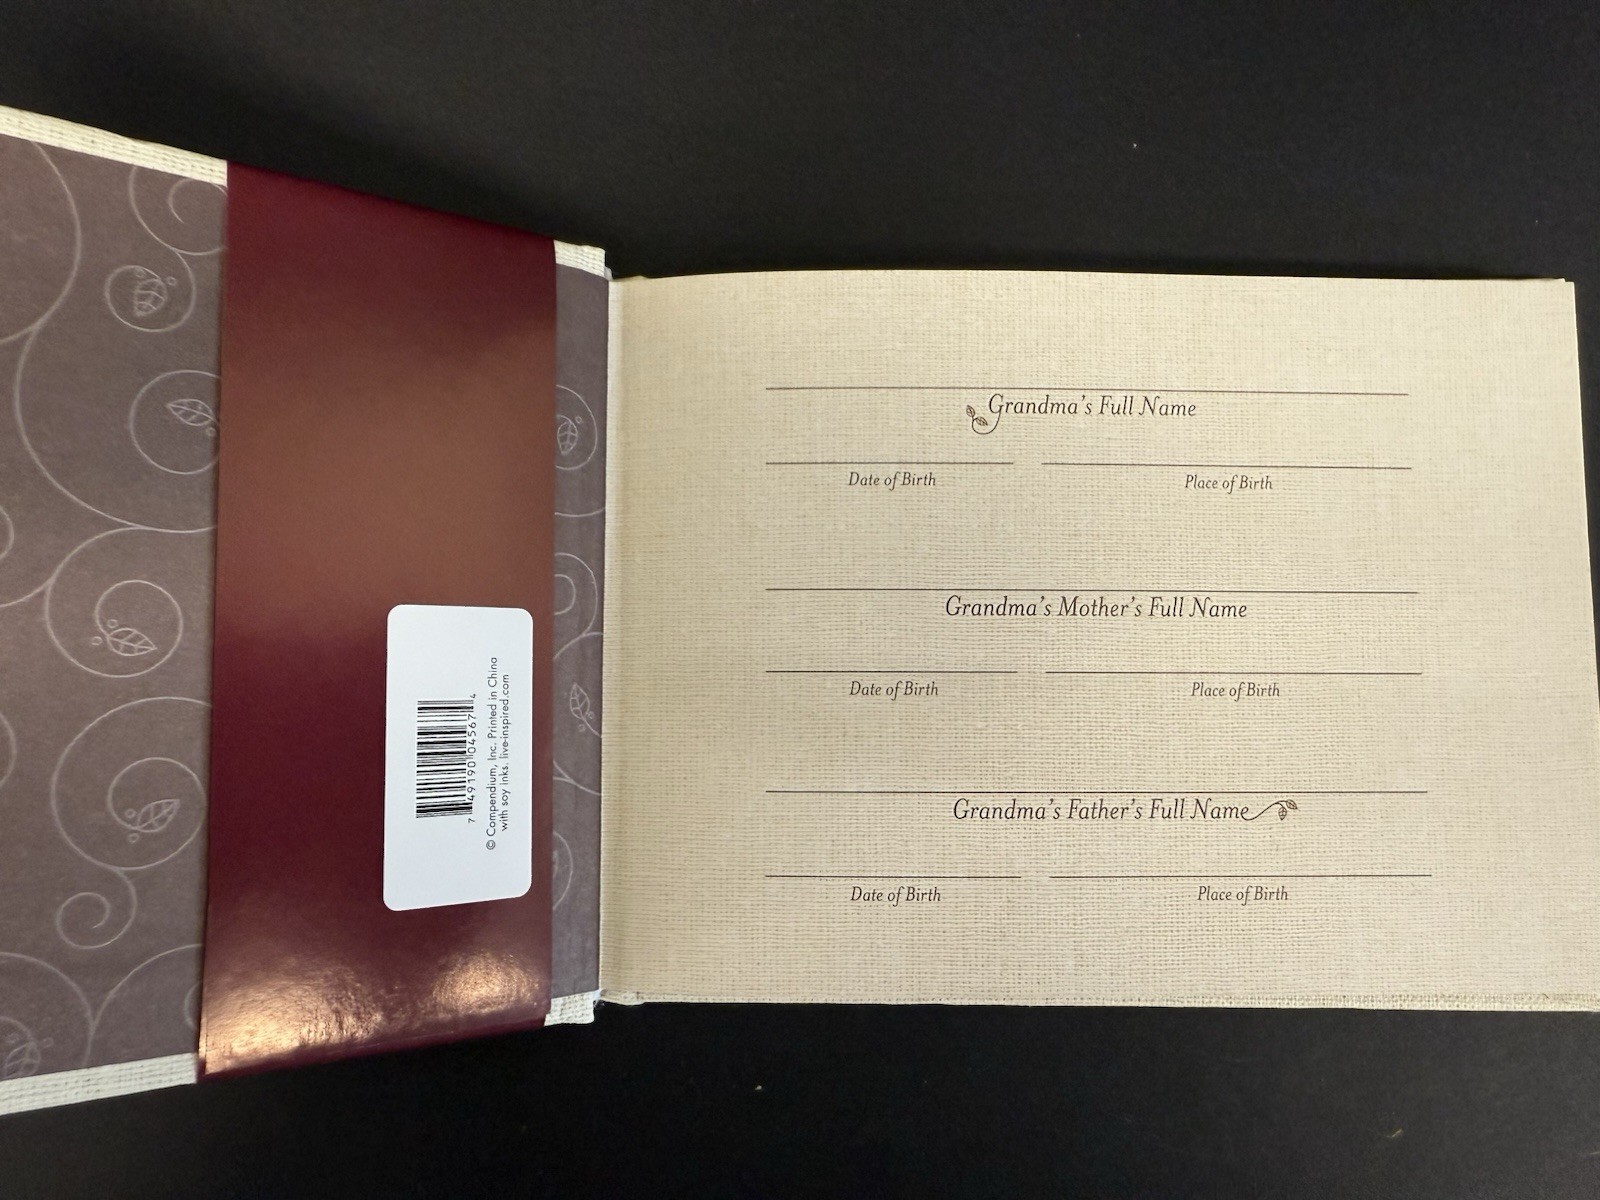 7 49190 04567 4
© Compendium, Inc. Printed in China
with soy inks. live-inspired.com
Grandma's Full Name
Date of Birth Place of Birth
Grandma's Mother's Full Name
Date of Birth Place of Birth
Grandma's Father's Full Name
Date of Birth Place of Birth